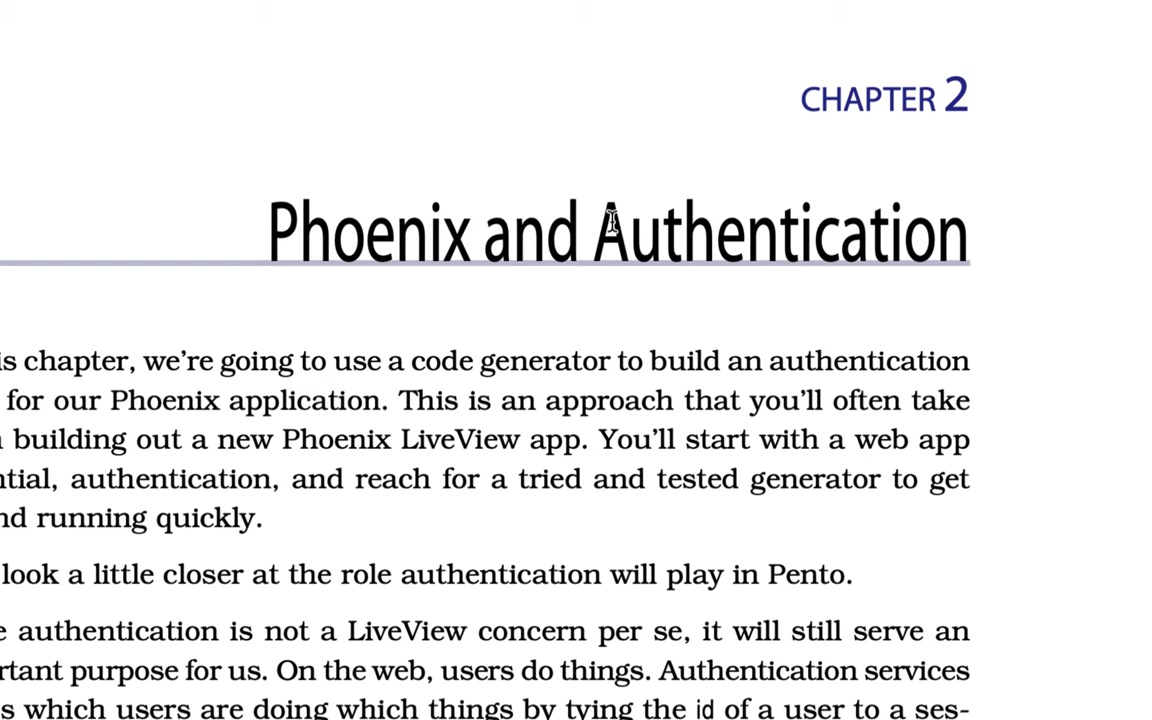 CHAPTER 2
Phoenix and Authentication
is chapter, we’re going to use a code generator to build an authentication
for our Phoenix application. This is an approach that you’ll often take
building out a new Phoenix LiveView app. You’ll start with a web app
ntial, authentication, and reach for a tried and tested generator to get
nd running quickly.
look a little closer at the role authentication will play in Pento.
e authentication is not a LiveView concern per se, it will still serve an
rtant purpose for us. On the web, users do things. Authentication services
s which users are doing which things by tying the id of a user to a ses-